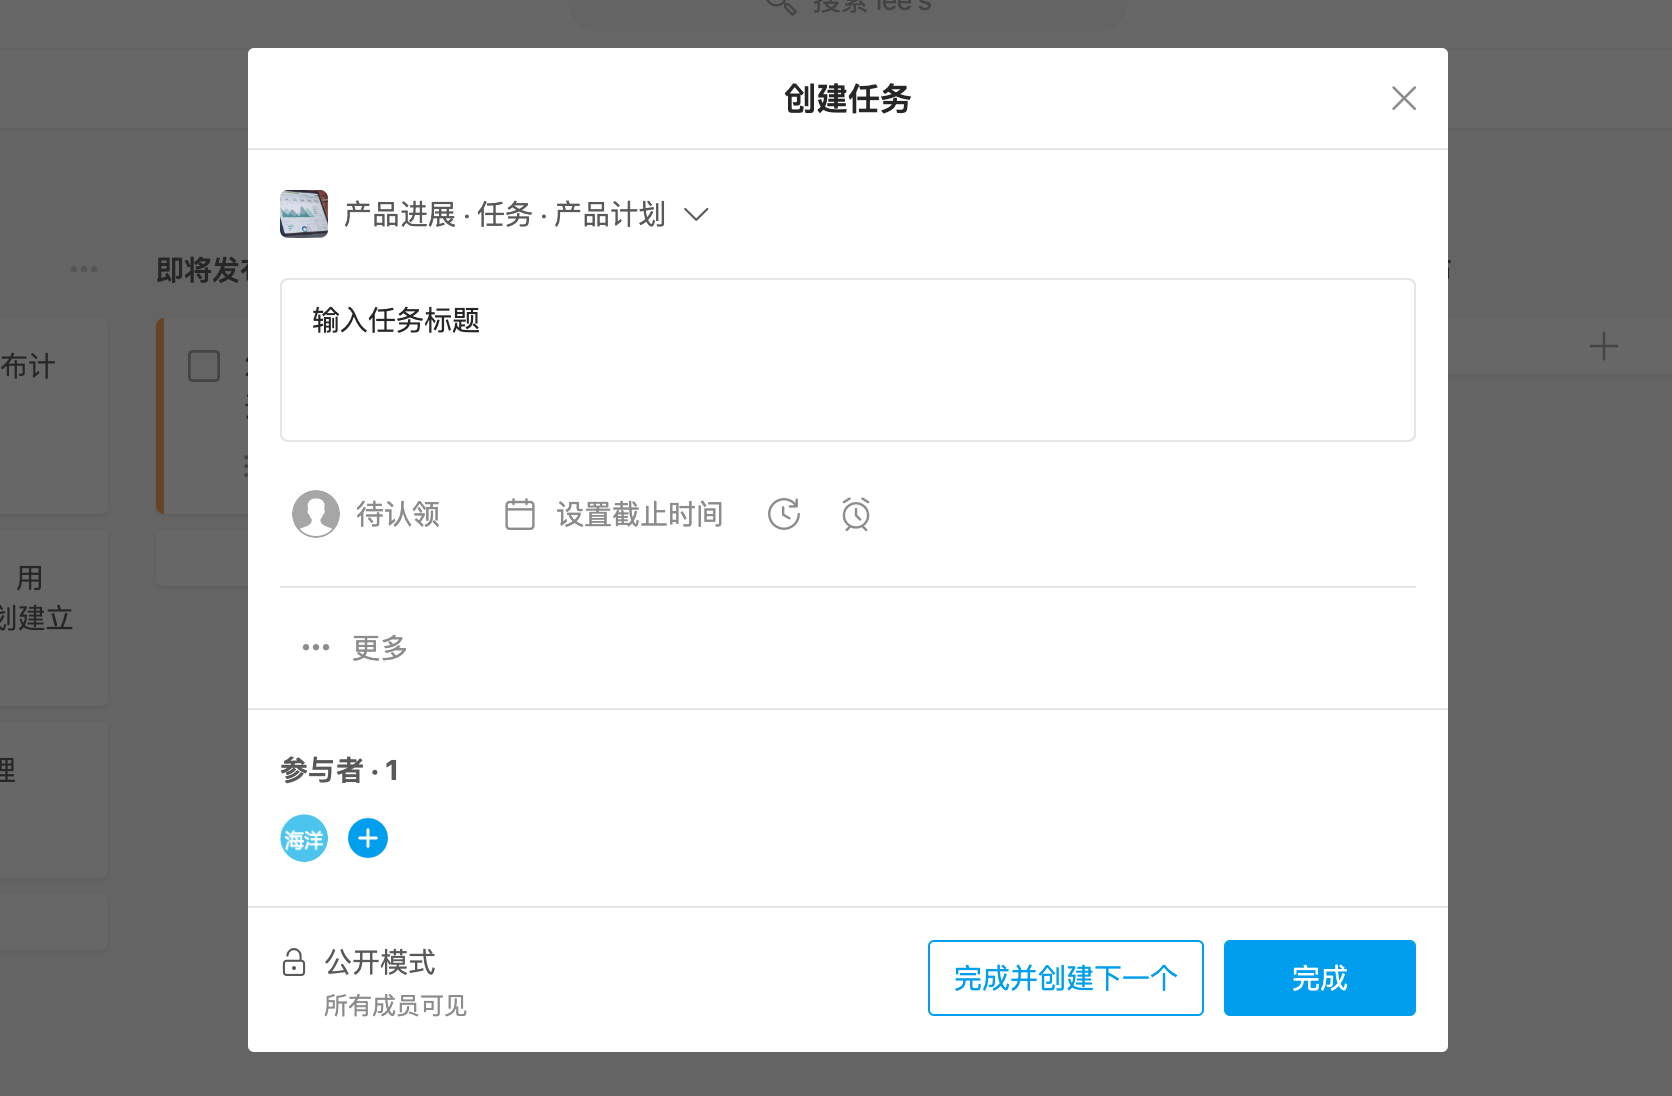 搜索 lee's
创建任务
产品进展 · 任务 · 产品计划
即将发布
输入任务标题
布计
待认领
设置截止时间
用
划建立
更多
理
参与者 · 1
海洋
公开模式
所有成员可见
完成并创建下一个
完成